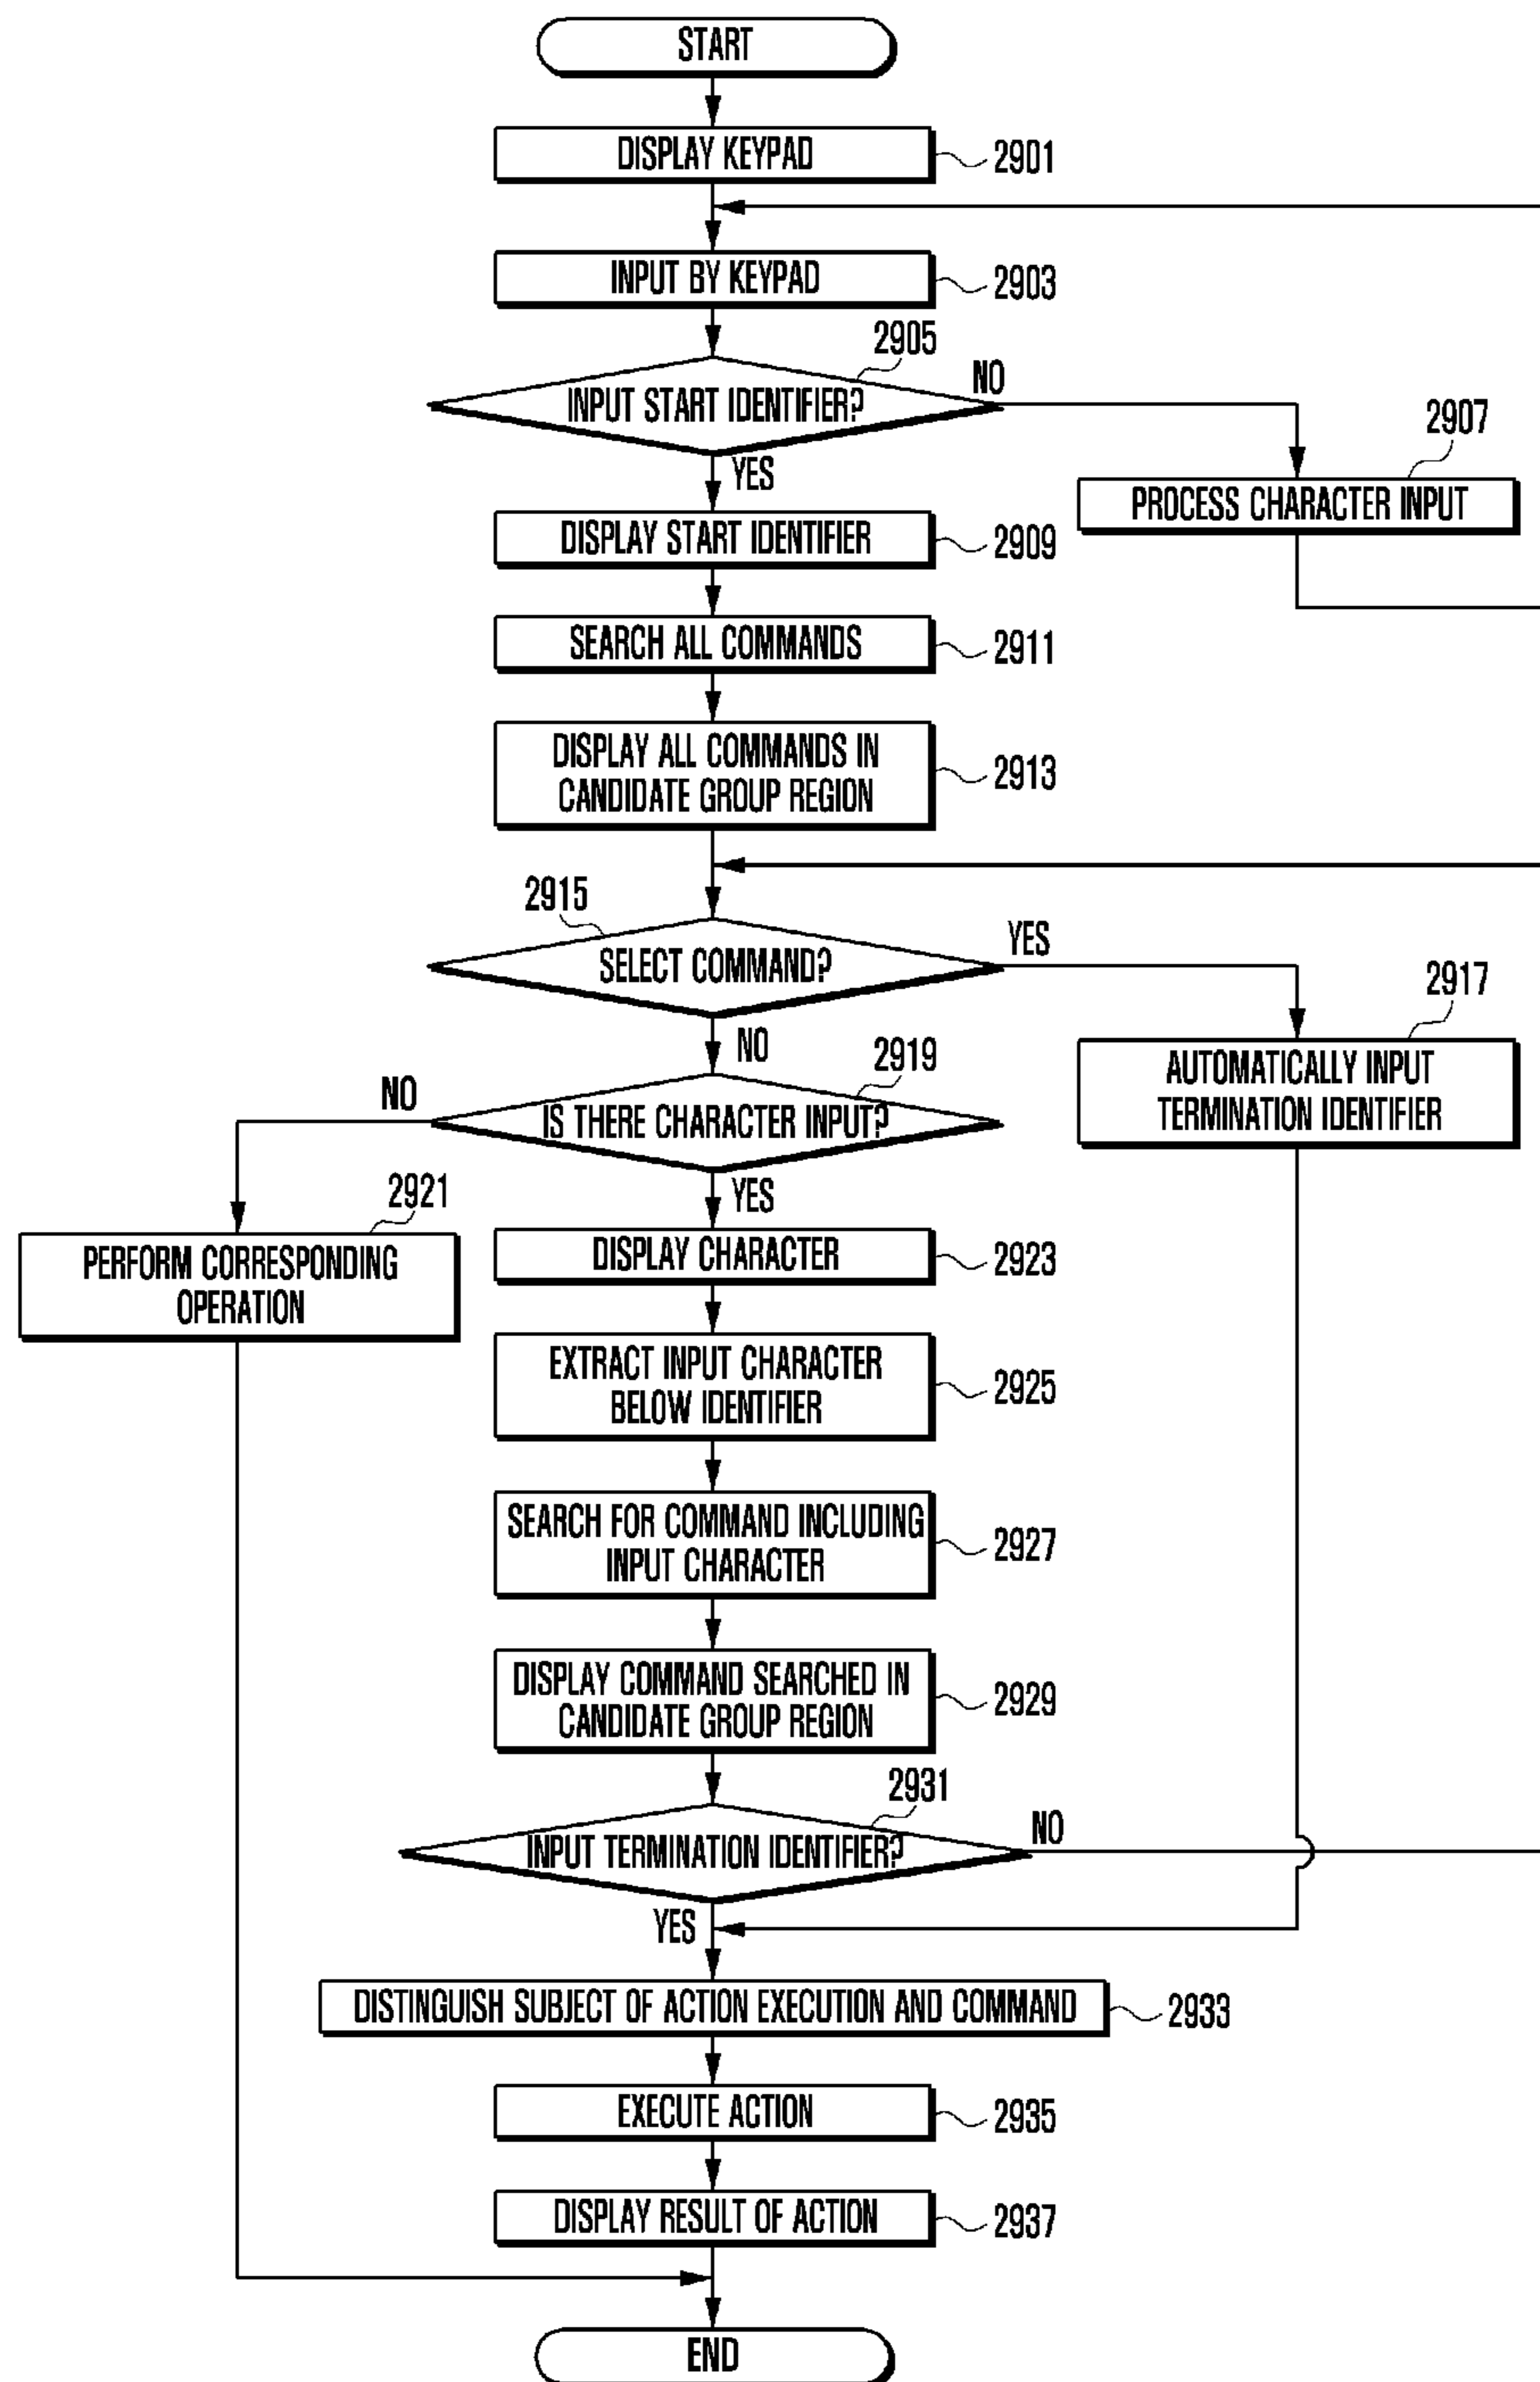 START
DISPLAY KEYPAD
2901
INPUT BY KEYPAD
2903
2905
INPUT START IDENTIFIER?
NO
YES
2907
PROCESS CHARACTER INPUT
DISPLAY START IDENTIFIER
2909
SEARCH ALL COMMANDS
2911
DISPLAY ALL COMMANDS IN
CANDIDATE GROUP REGION
2913
2915
SELECT COMMAND?
YES
NO
2917
AUTOMATICALLY INPUT
TERMINATION IDENTIFIER
2919
IS THERE CHARACTER INPUT?
NO
YES
2921
PERFORM CORRESPONDING
OPERATION
DISPLAY CHARACTER
2923
EXTRACT INPUT CHARACTER
BELOW IDENTIFIER
2925
SEARCH FOR COMMAND INCLUDING
INPUT CHARACTER
2927
DISPLAY COMMAND SEARCHED IN
CANDIDATE GROUP REGION
2929
2931
INPUT TERMINATION IDENTIFIER?
NO
YES
DISTINGUISH SUBJECT OF ACTION EXECUTION AND COMMAND
2933
EXECUTE ACTION
2935
DISPLAY RESULT OF ACTION
2937
END